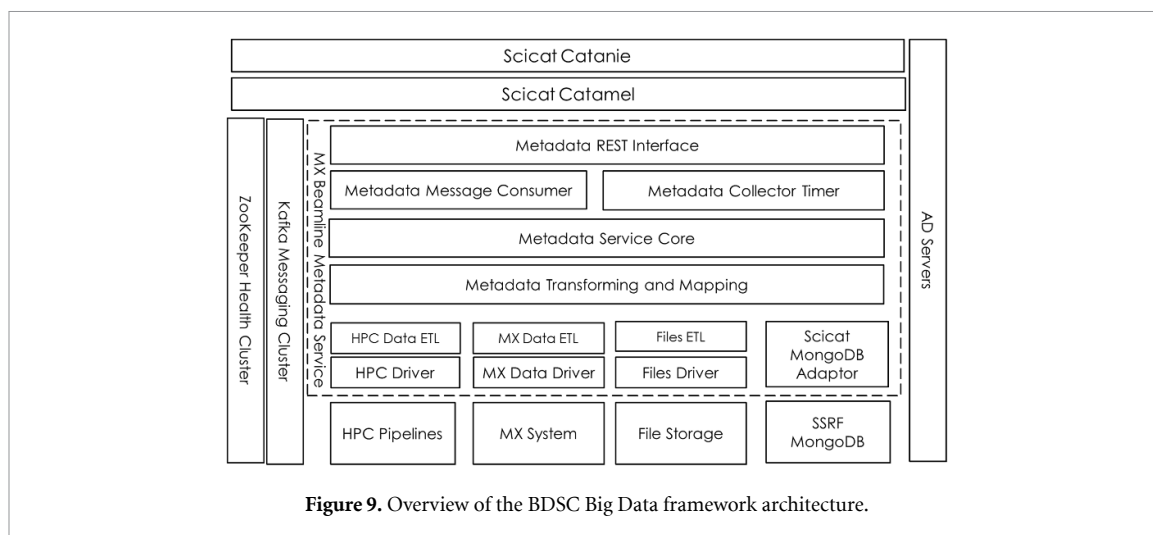 Scicat Catanie
Scicat Catamel
ZooKeeper Health Cluster
Kafka Messaging Cluster
MX Beamline Metadata Service
Metadata REST Interface
Metadata Message Consumer
Metadata Collector Timer
Metadata Service Core
Metadata Transforming and Mapping
HPC Data ETL
MX Data ETL
Files ETL
Scicat
MongoDB
Adaptor
HPC Driver
MX Data Driver
Files Driver
HPC Pipelines
MX System
File Storage
SSRF
MongoDB
AD Servers
Figure 9. Overview of the BDSC Big Data framework architecture.